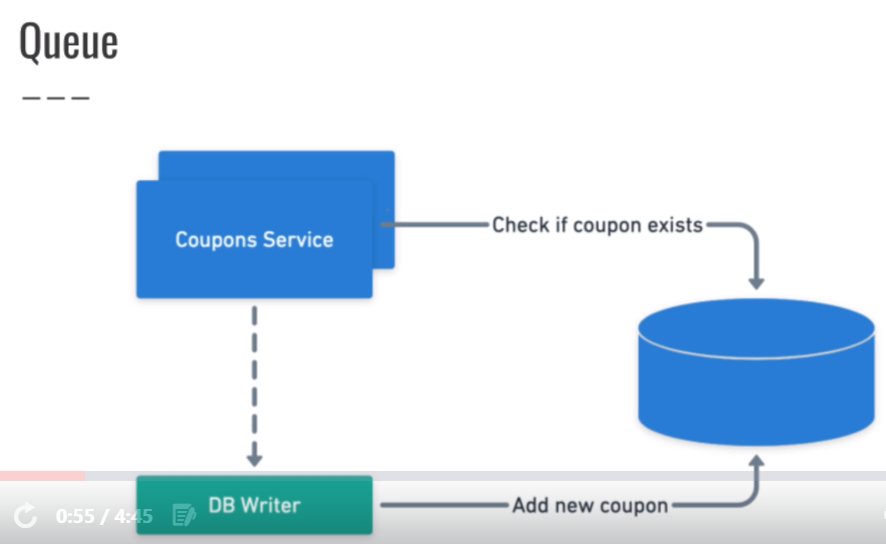 Queue
Coupons Service
Check if coupon exists
DB Writer
Add new coupon
0:55 / 4:45